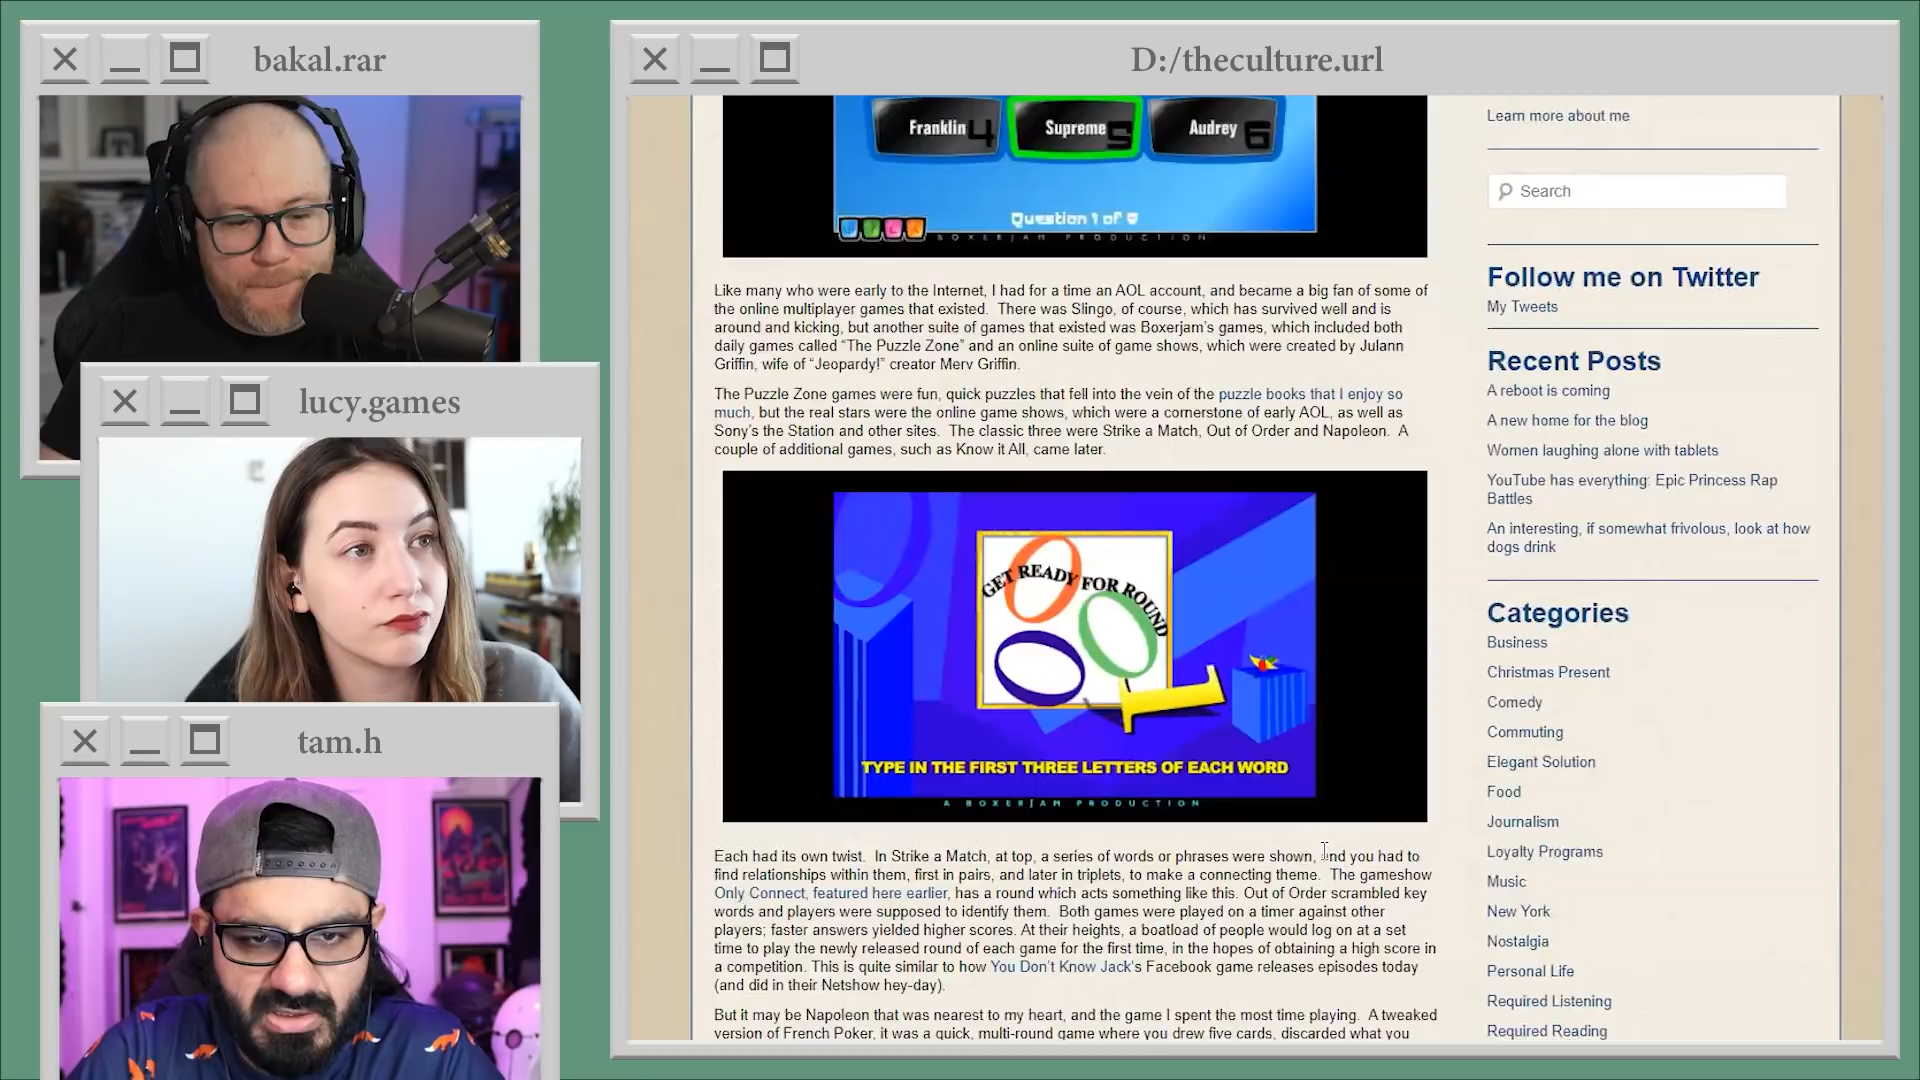 bakal.rar
lucy.games
tam.h
D:/theculture.url
Franklin 4
Supreme 5
Audrey 6
Question 1 of 9
BOXERJAM PRODUCTION
Like many who were early to the Internet, I had for a time an AOL account, and became a big fan of some of
the online multiplayer games that existed. There was Slingo, of course, which has survived well and is
around and kicking, but another suite of games that existed was Boxerjam's games, which included both
daily games called “The Puzzle Zone” and an online suite of game shows, which were created by Julann
Griffin, wife of “Jeopardy!” creator Merv Griffin.
The Puzzle Zone games were fun, quick puzzles that fell into the vein of the puzzle books that I enjoy so
much, but the real stars were the online game shows, which were a cornerstone of early AOL, as well as
Sony's the Station and other sites. The classic three were Strike a Match, Out of Order and Napoleon. A
couple of additional games, such as Know it All, came later.
GET READY FOR ROUND
1
TYPE IN THE FIRST THREE LETTERS OF EACH WORD
A BOXERJAM PRODUCTION
Each had its own twist. In Strike a Match, at top, a series of words or phrases were shown, and you had to
find relationships within them, first in pairs, and later in triplets, to make a connecting theme. The gameshow
Only Connect, featured here earlier, has a round which acts something like this. Out of Order scrambled key
words and players were supposed to identify them. Both games were played on a timer against other
players; faster answers yielded higher scores. At their heights, a boatload of people would log on at a set
time to play the newly released round of each game for the first time, in the hopes of obtaining a high score in
a competition. This is quite similar to how You Don't Know Jack's Facebook game releases episodes today
(and did in their Netshow hey-day).
But it may be Napoleon that was nearest to my heart, and the game I spent the most time playing. A tweaked
version of French Poker, it was a quick, multi-round game where you drew five cards, discarded what you
Learn more about me
Search
Follow me on Twitter
My Tweets
Recent Posts
A reboot is coming
A new home for the blog
Women laughing alone with tablets
YouTube has everything: Epic Princess Rap
Battles
An interesting, if somewhat frivolous, look at how
dogs drink
Categories
Business
Christmas Present
Comedy
Commuting
Elegant Solution
Food
Journalism
Loyalty Programs
Music
New York
Nostalgia
Personal Life
Required Listening
Required Reading